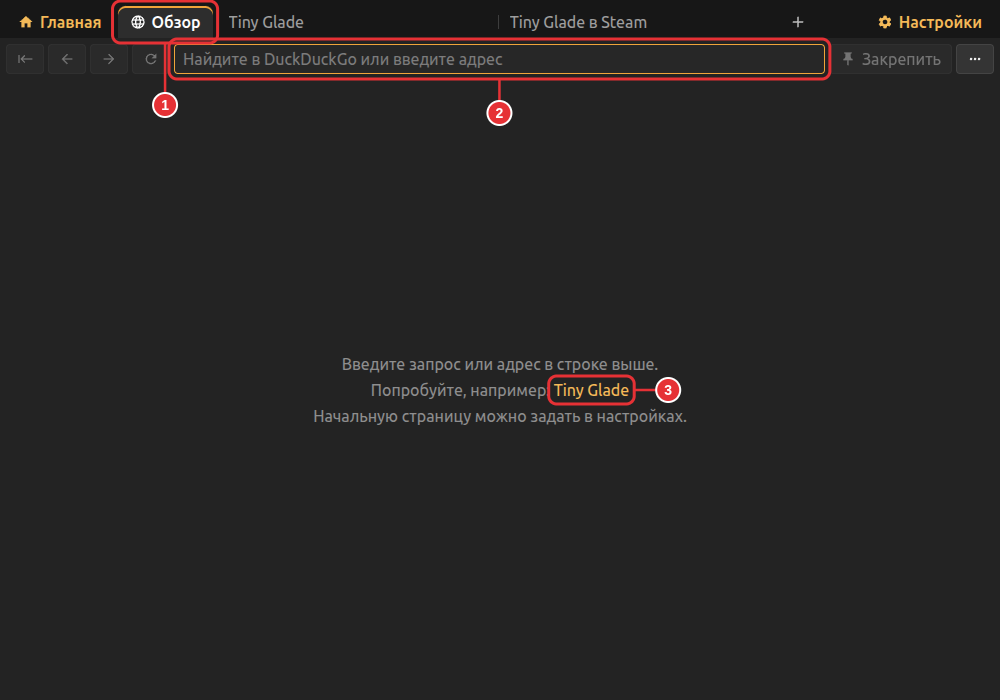 Главная Обзор Tiny Glade Tiny Glade в Steam + Настройки
Найдите в DuckDuckGo или введите адрес Закрепить ...
1
2
Введите запрос или адрес в строке выше.
Попробуйте, например Tiny Glade 3
Начальную страницу можно задать в настройках.